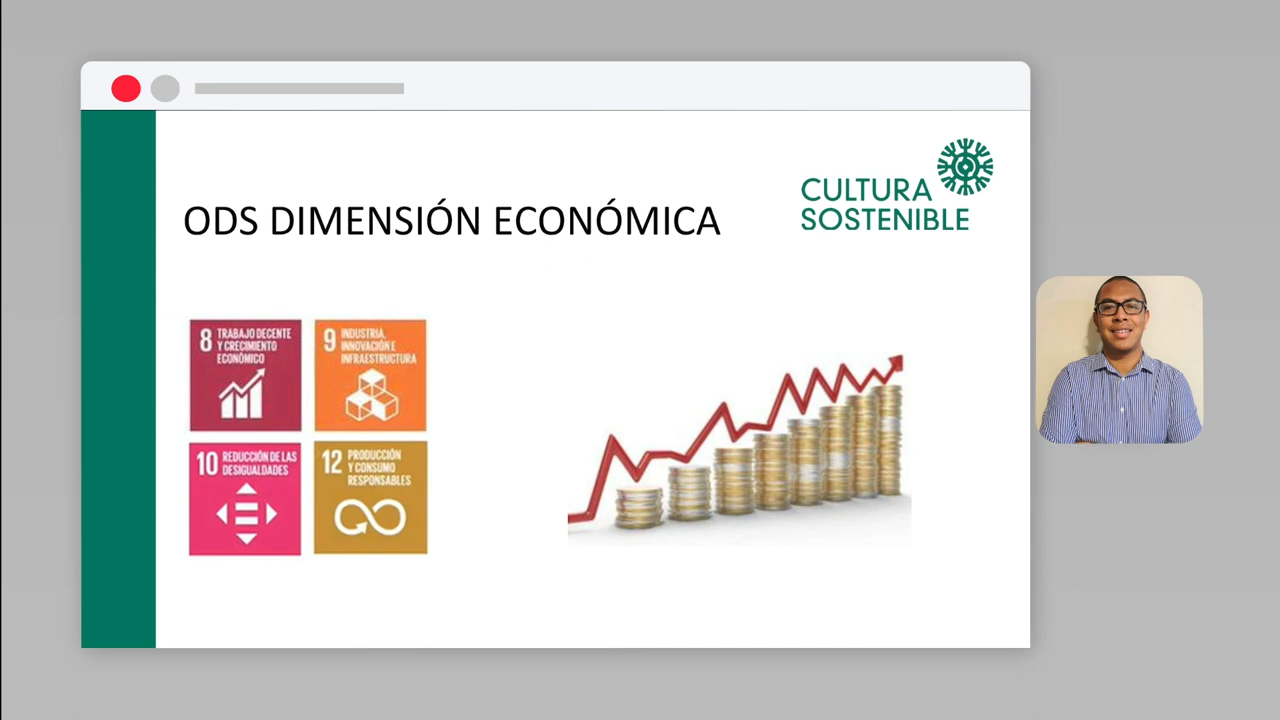 CULTURA
SOSTENIBLE
ODS DIMENSIÓN ECONÓMICA
8 TRABAJO DECENTE
Y CRECIMIENTO
ECONÓMICO
9 INDUSTRIA,
INNOVACIÓN E
INFRAESTRUCTURA
10 REDUCCIÓN DE LAS
DESIGUALDADES
12 PRODUCCIÓN
Y CONSUMO
RESPONSABLES